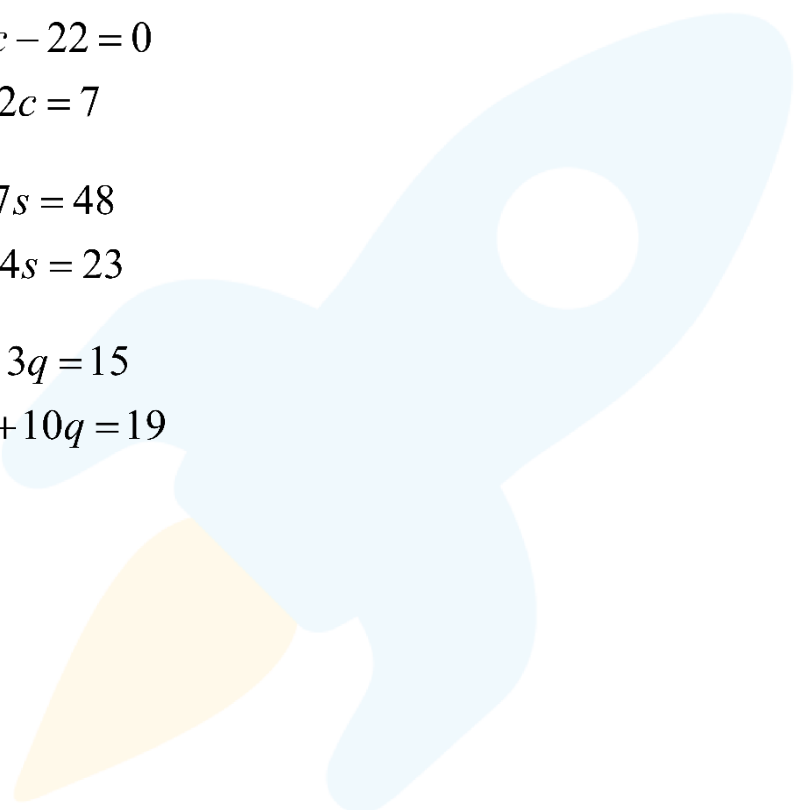 c − 22 = 0
2c = 7
7s = 48
4s = 23
3q = 15
+10q = 19